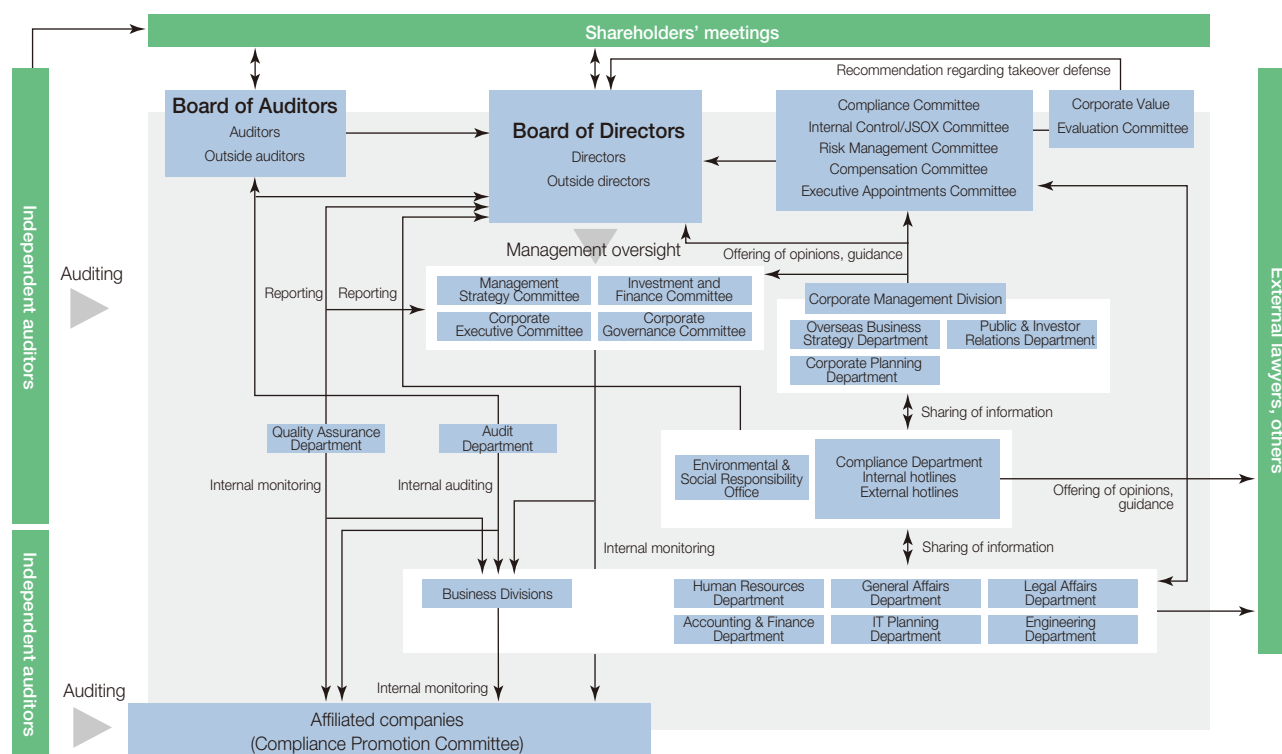 Shareholders’ meetings
Independent auditors
External lawyers, others
Recommendation regarding takeover defense
Board of Auditors
Auditors
Outside auditors
Board of Directors
Directors
Outside directors
Compliance Committee
Internal Control/JSOX Committee
Risk Management Committee
Compensation Committee
Executive Appointments Committee
Corporate Value
Evaluation Committee
Auditing
Management oversight
Offering of opinions, guidance
Reporting
Reporting
Management
Strategy Committee
Investment and
Finance Committee
Corporate
Executive Committee
Corporate
Governance Committee
Corporate Management Division
Overseas Business
Strategy Department
Public & Investor
Relations Department
Corporate Planning
Department
Sharing of information
Quality Assurance
Department
Audit
Department
Environmental &
Social Responsibility
Office
Compliance Department
Internal hotlines
External hotlines
Internal monitoring
Internal auditing
Offering of opinions,
guidance
Internal monitoring
Sharing of information
Independent auditors
Business Divisions
Human Resources
Department
General Affairs
Department
Legal Affairs
Department
Accounting & Finance
Department
IT Planning
Department
Engineering
Department
Auditing
Internal monitoring
Affiliated companies
(Compliance Promotion Committee)